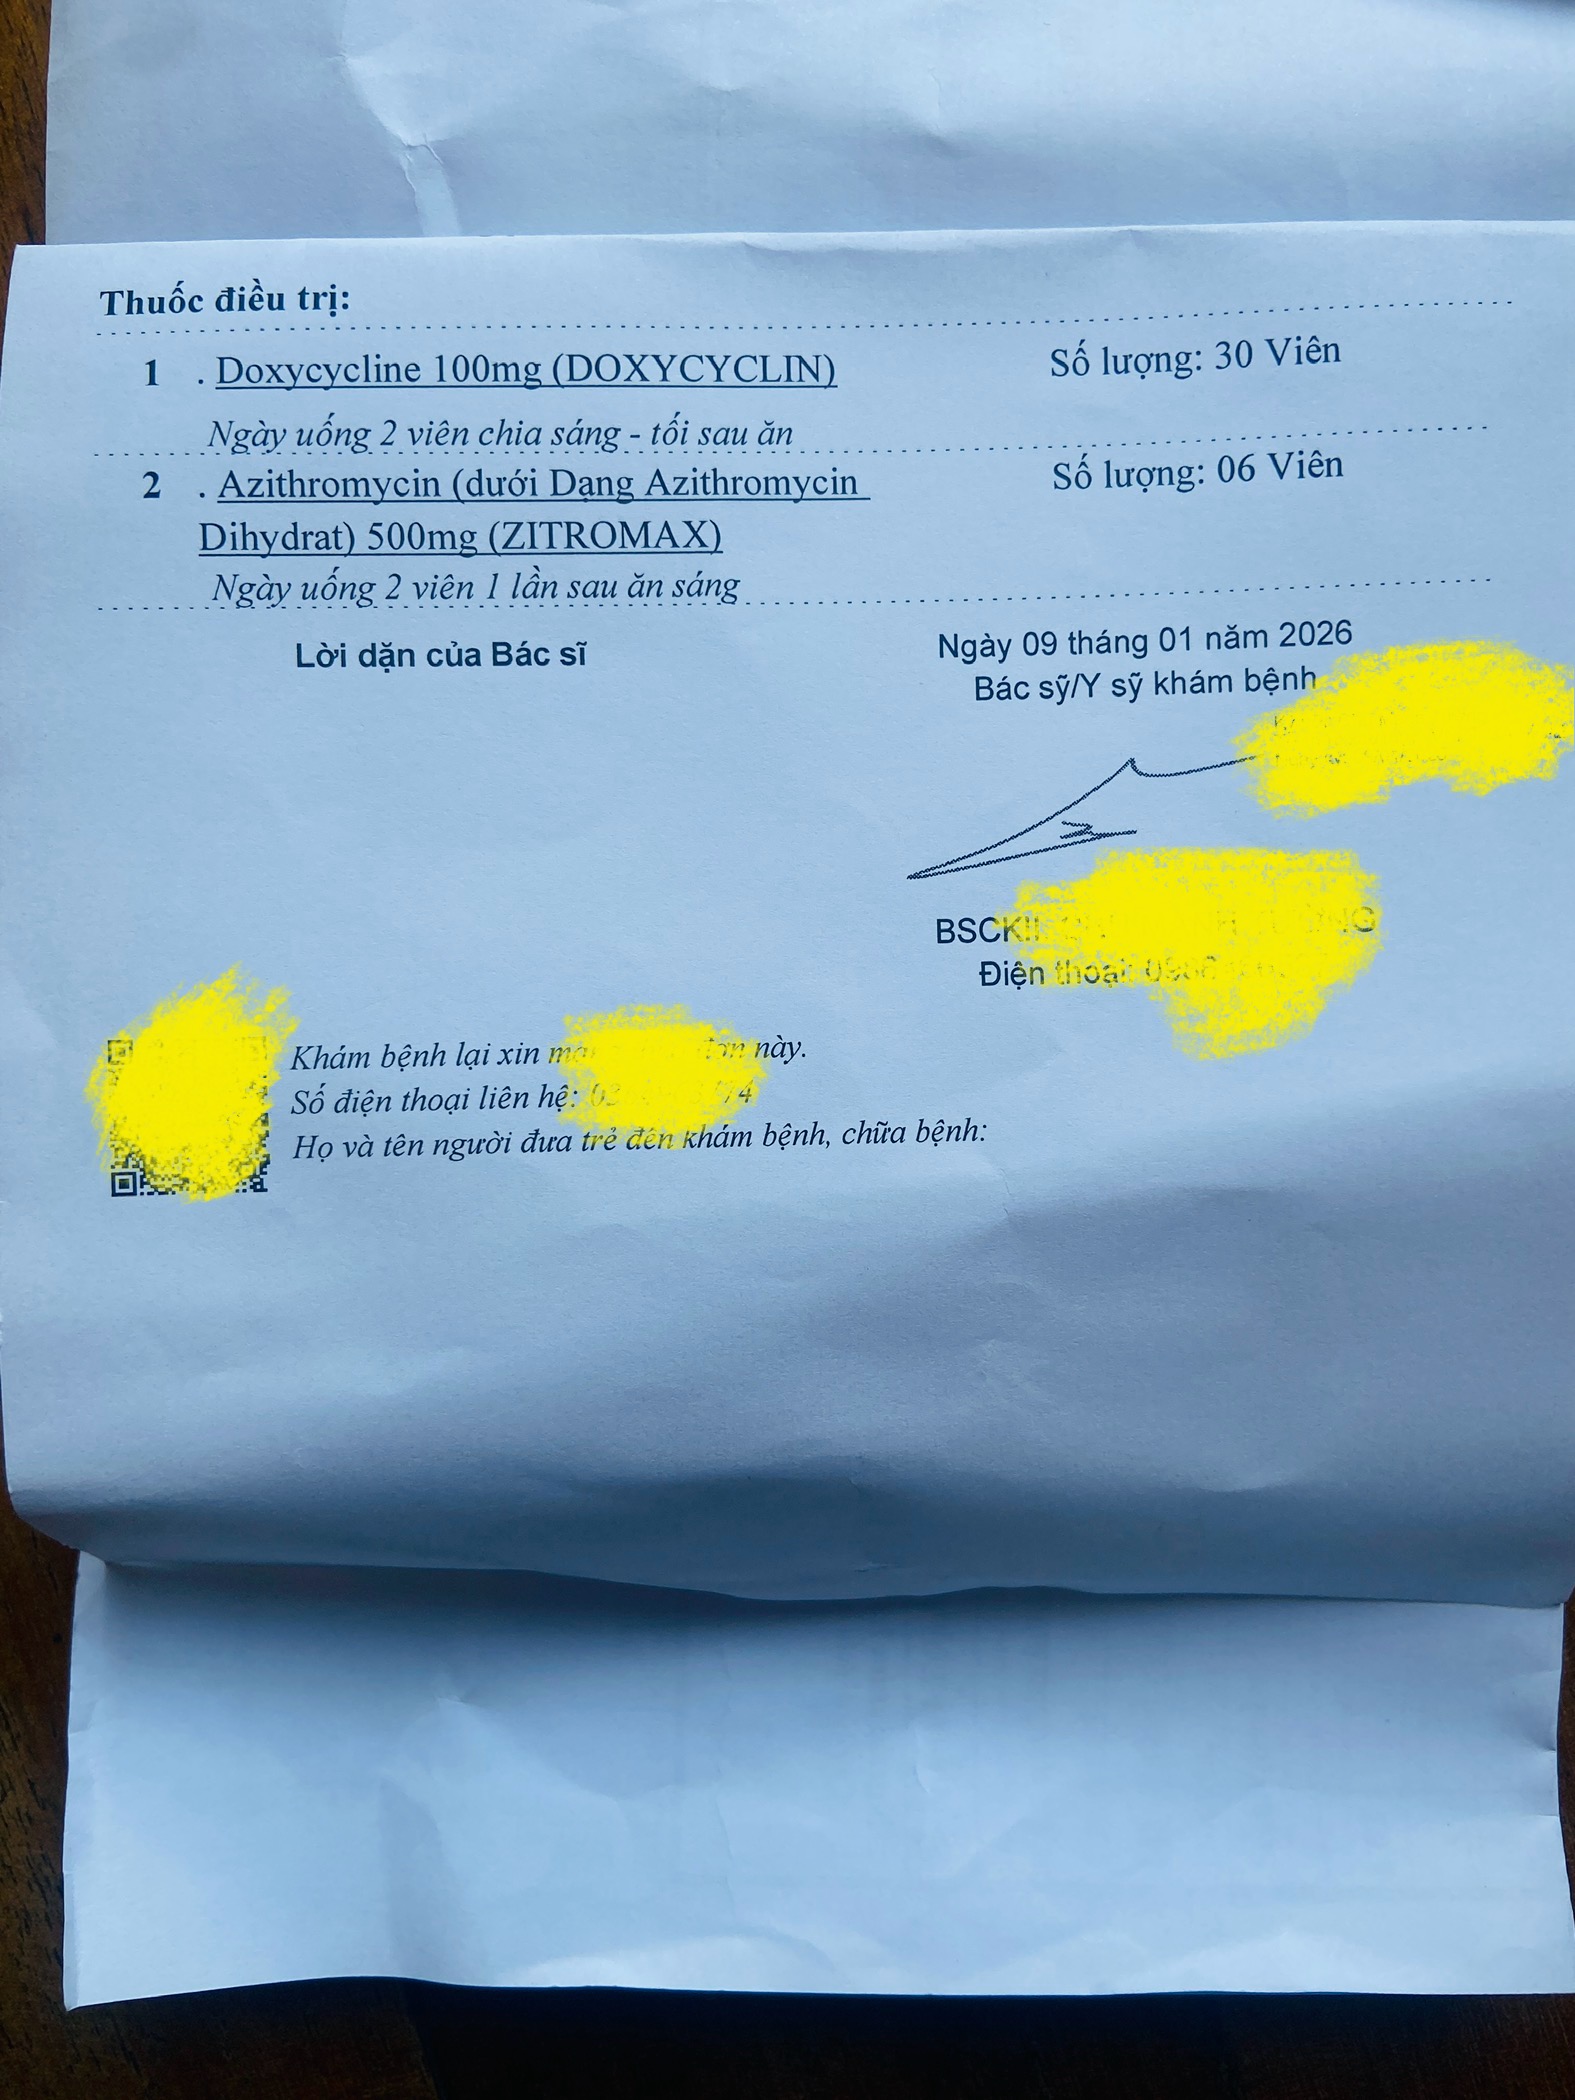 Thuốc điều trị:
1 . Doxycycline 100mg (DOXYCYCLIN) Số lượng: 30 Viên
Ngày uống 2 viên chia sáng - tối sau ăn
2 . Azithromycin (dưới Dạng Azithromycin Số lượng: 06 Viên
Dihydrat) 500mg (ZITROMAX)
Ngày uống 2 viên 1 lần sau ăn sáng
Lời dặn của Bác sĩ
Ngày 09 tháng 01 năm 2026
Bác sỹ/Y sỹ khám bệnh
Điện thoại:
Khám bệnh lại xin đơn này.
Số điện thoại liên hệ:
Họ và tên người đưa trẻ đến khám bệnh, chữa bệnh: